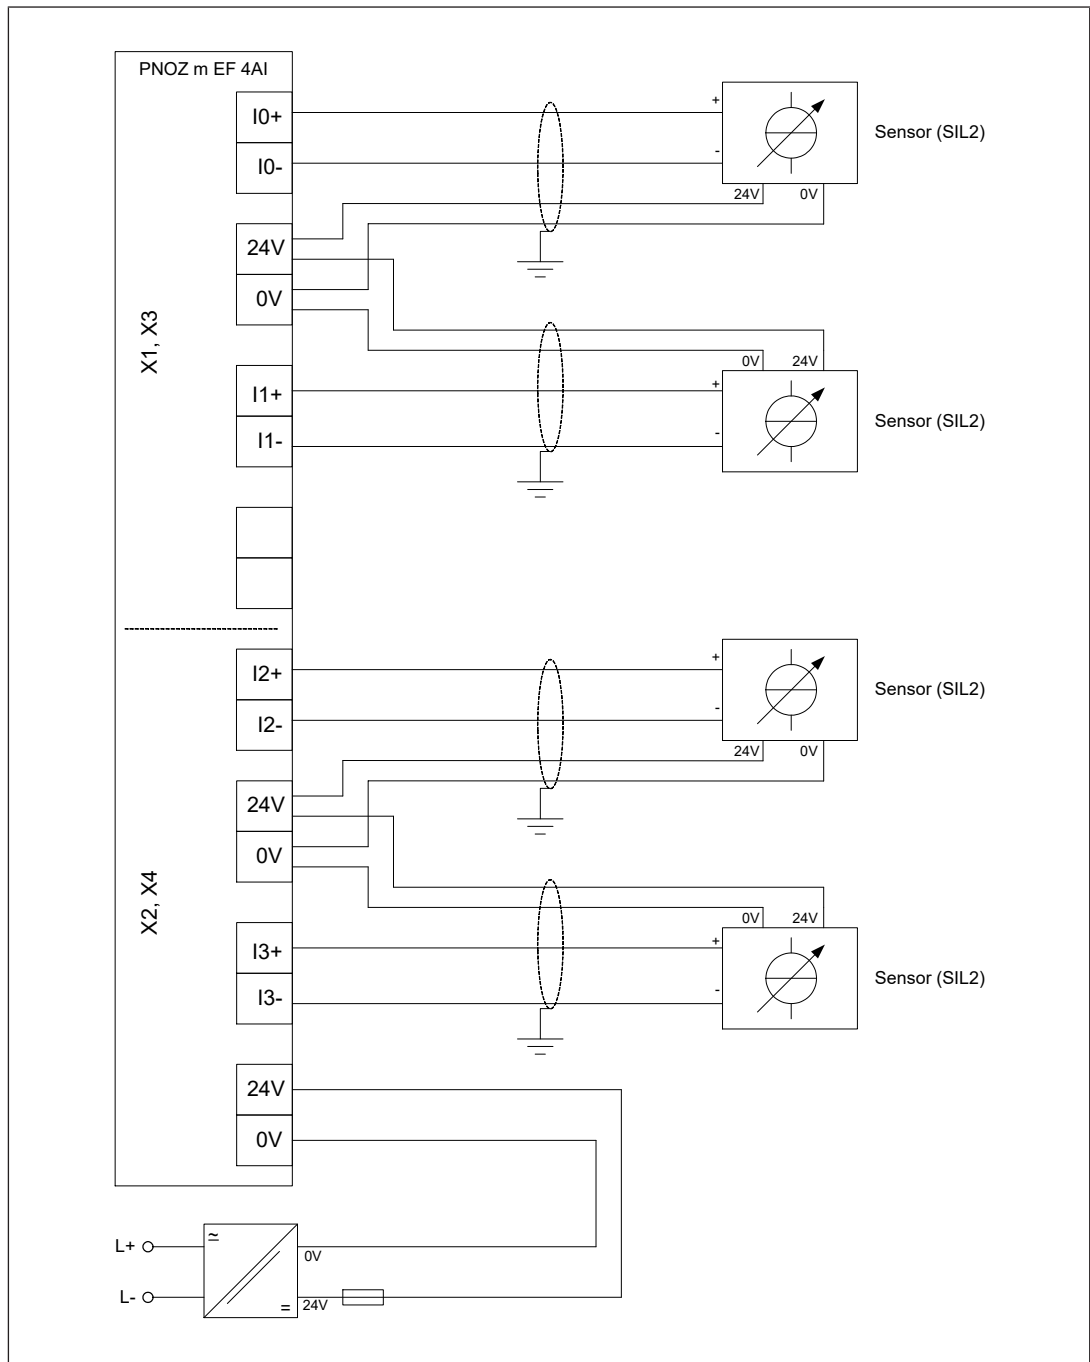 PNOZ m EF 4AI
I0+
+
I0-
-
Sensor (SIL2)
24V
0V
24V
0V
X1, X3
0V
24V
I1+
+
I1-
-
Sensor (SIL2)
I2+
+
I2-
-
Sensor (SIL2)
24V
0V
24V
0V
X2, X4
0V
24V
I3+
+
I3-
-
Sensor (SIL2)
24V
0V
L+
≃
0V
L-
=
24V